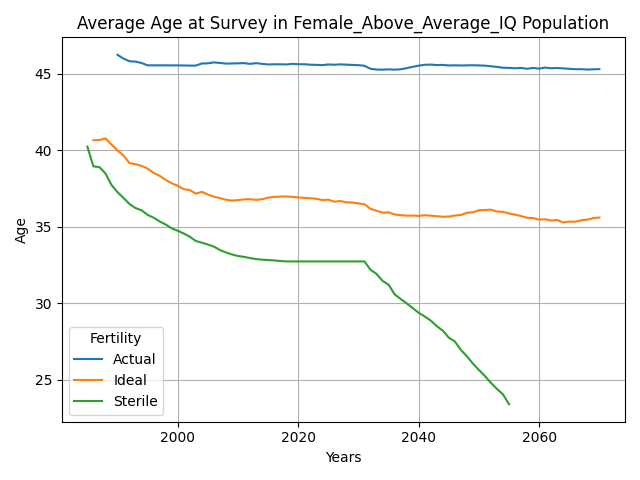 Average Age at Survey in Female_Above_Average_IQ Population
45
40
35
30
25
Age
Fertility
Actual
Ideal
Sterile
2000
2020
2040
2060
Years